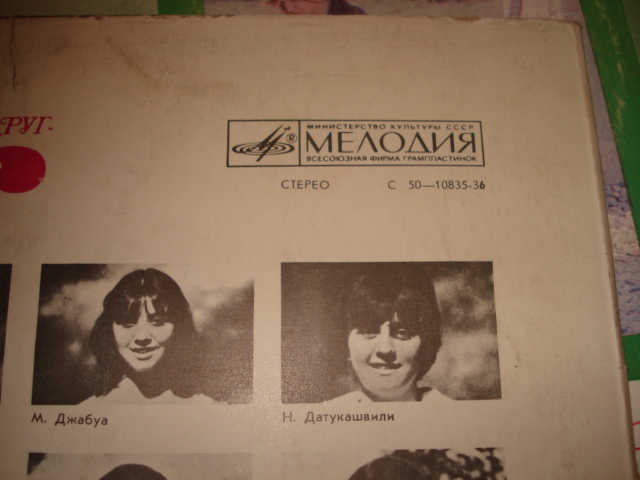 РУГ-
МИНИСТЕРСТВО КУЛЬТУРЫ СССР
®
МЕЛОДИЯ
ВСЕСОЮЗНАЯ ФИРМА ГРАМПЛАСТИНОК
СТЕРЕО С 50—10835-36
М. Джабуа
Н. Датукашвили